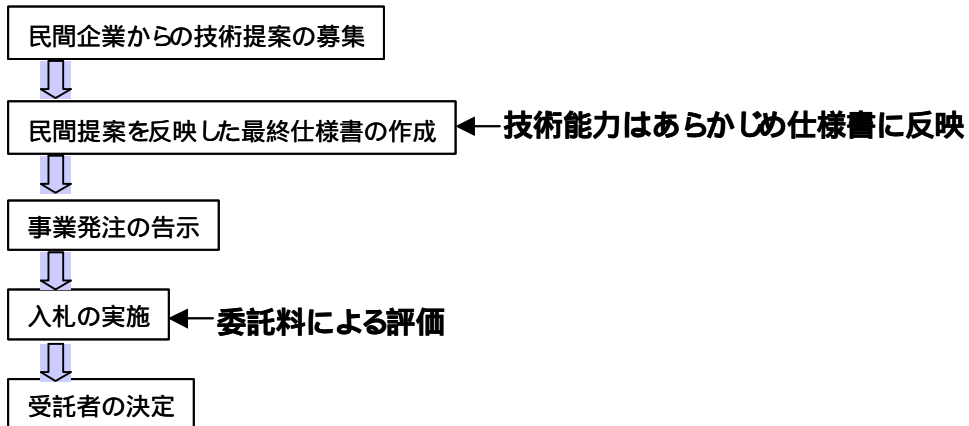 民間企業からの技術提案の募集
民間提案を反映した最終仕様書の作成
技術能力はあらかじめ仕様書に反映
事業発注の告示
入札の実施
委託料による評価
受託者の決定